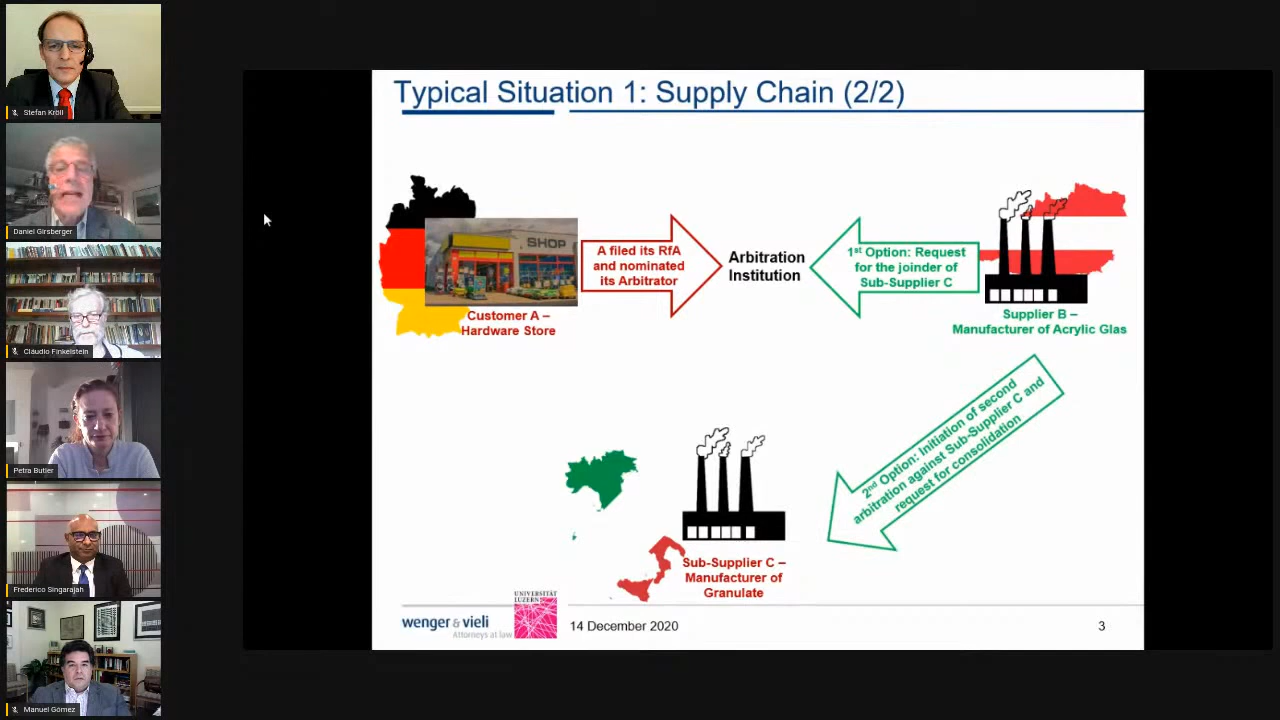 Stefan Kröll
Daniel Girsberger
Cláudio Finkelstein
Petra Butler
Frederico Singarajah
Manuel Gómez
Typical Situation 1: Supply Chain (2/2)
SHOP
Customer A –
Hardware Store
A filed its RfA
and nominated
its Arbitrator
Arbitration
Institution
1st Option: Request
for the joinder of
Sub-Supplier C
Supplier B –
Manufacturer of Acrylic Glas
2nd Option: Initiation of second
arbitration against Sub-Supplier C and
request for consolidation
Sub-Supplier C –
Manufacturer of
Granulate
wenger & vieli
Attorneys at law
UNIVERSITÄT
LUZERN
14 December 2020
3